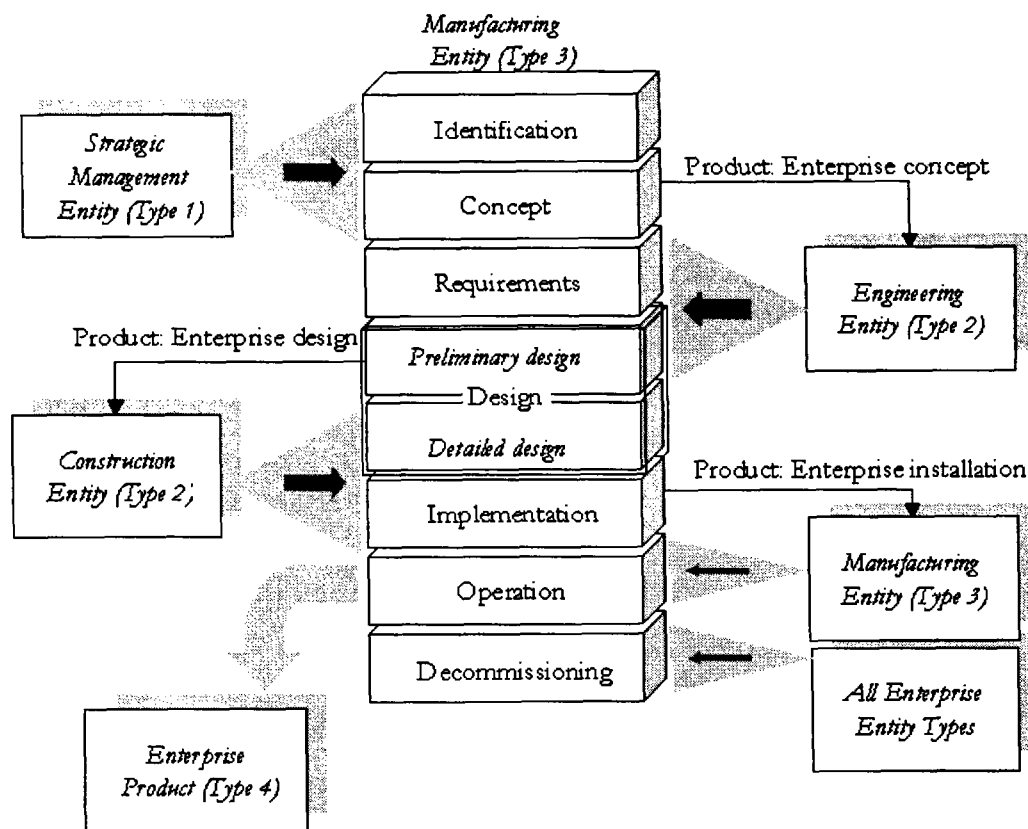 Manufacturing
Entity (Type 3)
Identification
Strategic
Management
Entity (Type 1)
Product: Enterprise concept
Concept
Requirements
Engineering
Entity (Type 2)
Product: Enterprise design
Preliminary design
Design
Detailed design
Construction
Entity (Type 2)
Product: Enterprise installation
Implementation
Manufacturing
Entity (Type 3)
Operation
Decommissioning
All Enterprise
Entity Types
Enterprise
Product (Type 4)